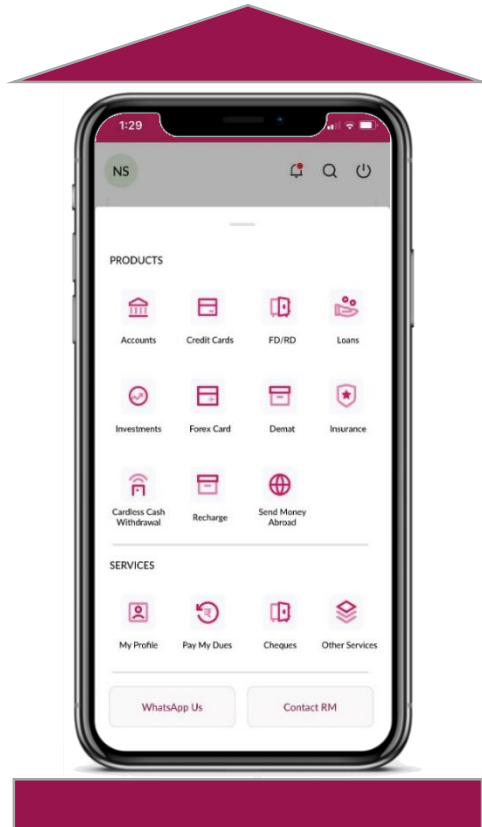 1:29
NS
PRODUCTS
Accounts Credit Cards FD/RD Loans
Investments Forex Card Demat Insurance
Cardless Cash Withdrawal Recharge Send Money Abroad
SERVICES
My Profile Pay My Dues Cheques Other Services
WhatsApp Us Contact RM